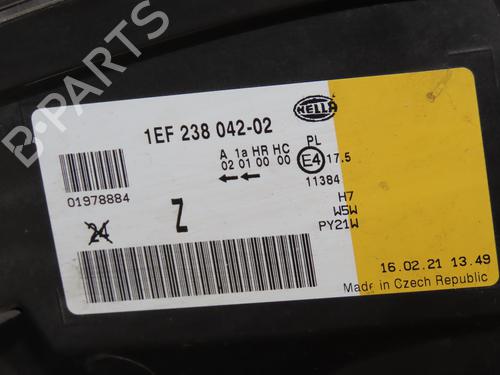 HELLA
1EF 238 042-02
A 1a HR HC PL
02 01 00 00 E4 17.5
01978884
11384
24
Z
H7
W5W
PY21W
16.02.21 13.49
Made in Czech Republic
B-PARTS